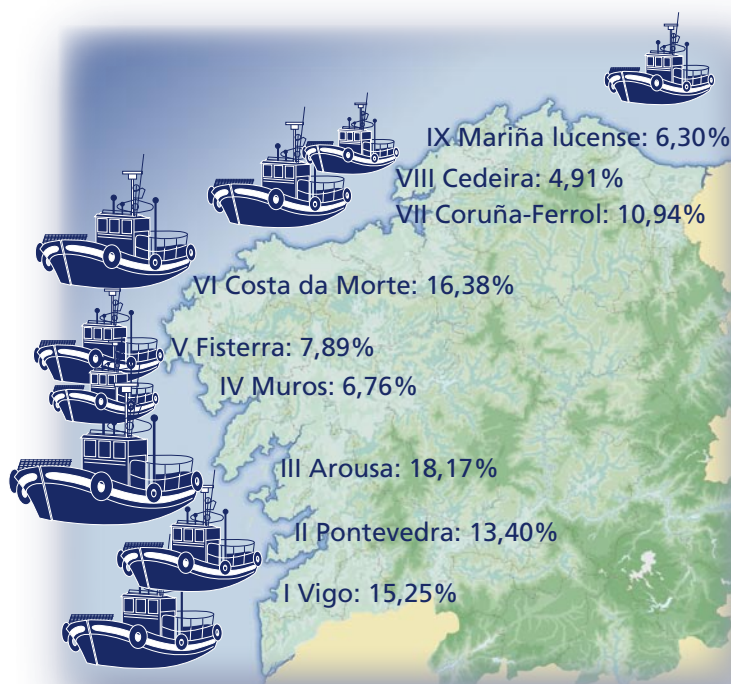 IX Mariña lucense: 6,30%
VIII Cedeira: 4,91%
VII Coruña-Ferrol: 10,94%
VI Costa da Morte: 16,38%
V Fisterra: 7,89%
IV Muros: 6,76%
III Arousa: 18,17%
II Pontevedra: 13,40%
I Vigo: 15,25%